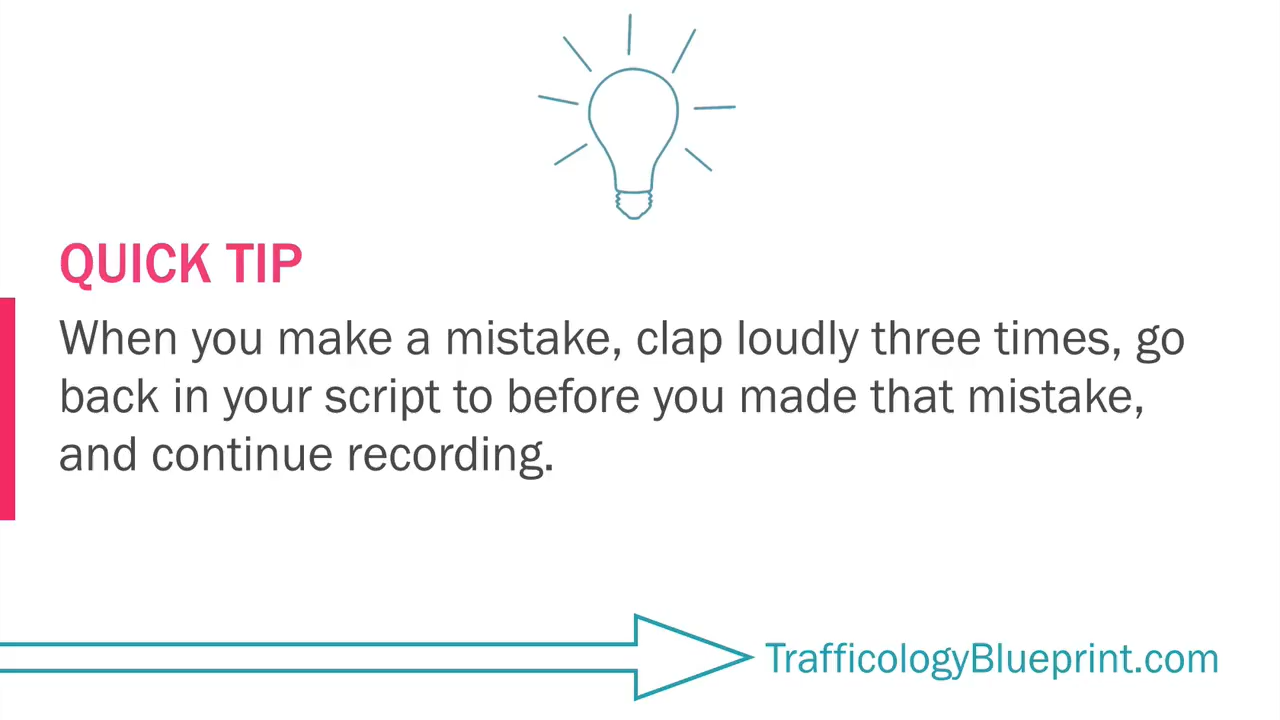 QUICK TIP
When you make a mistake, clap loudly three times, go
back in your script to before you made that mistake,
and continue recording.
TrafficologyBlueprint.com